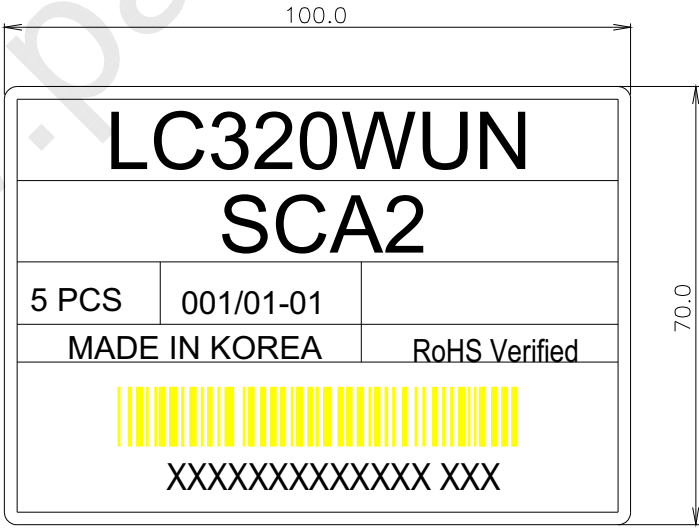 100.0
LC320WUN
SCA2
5 PCS 001/01-01
70.0
MADE IN KOREA RoHS Verified
XXXXXXXXXXXXX XXX